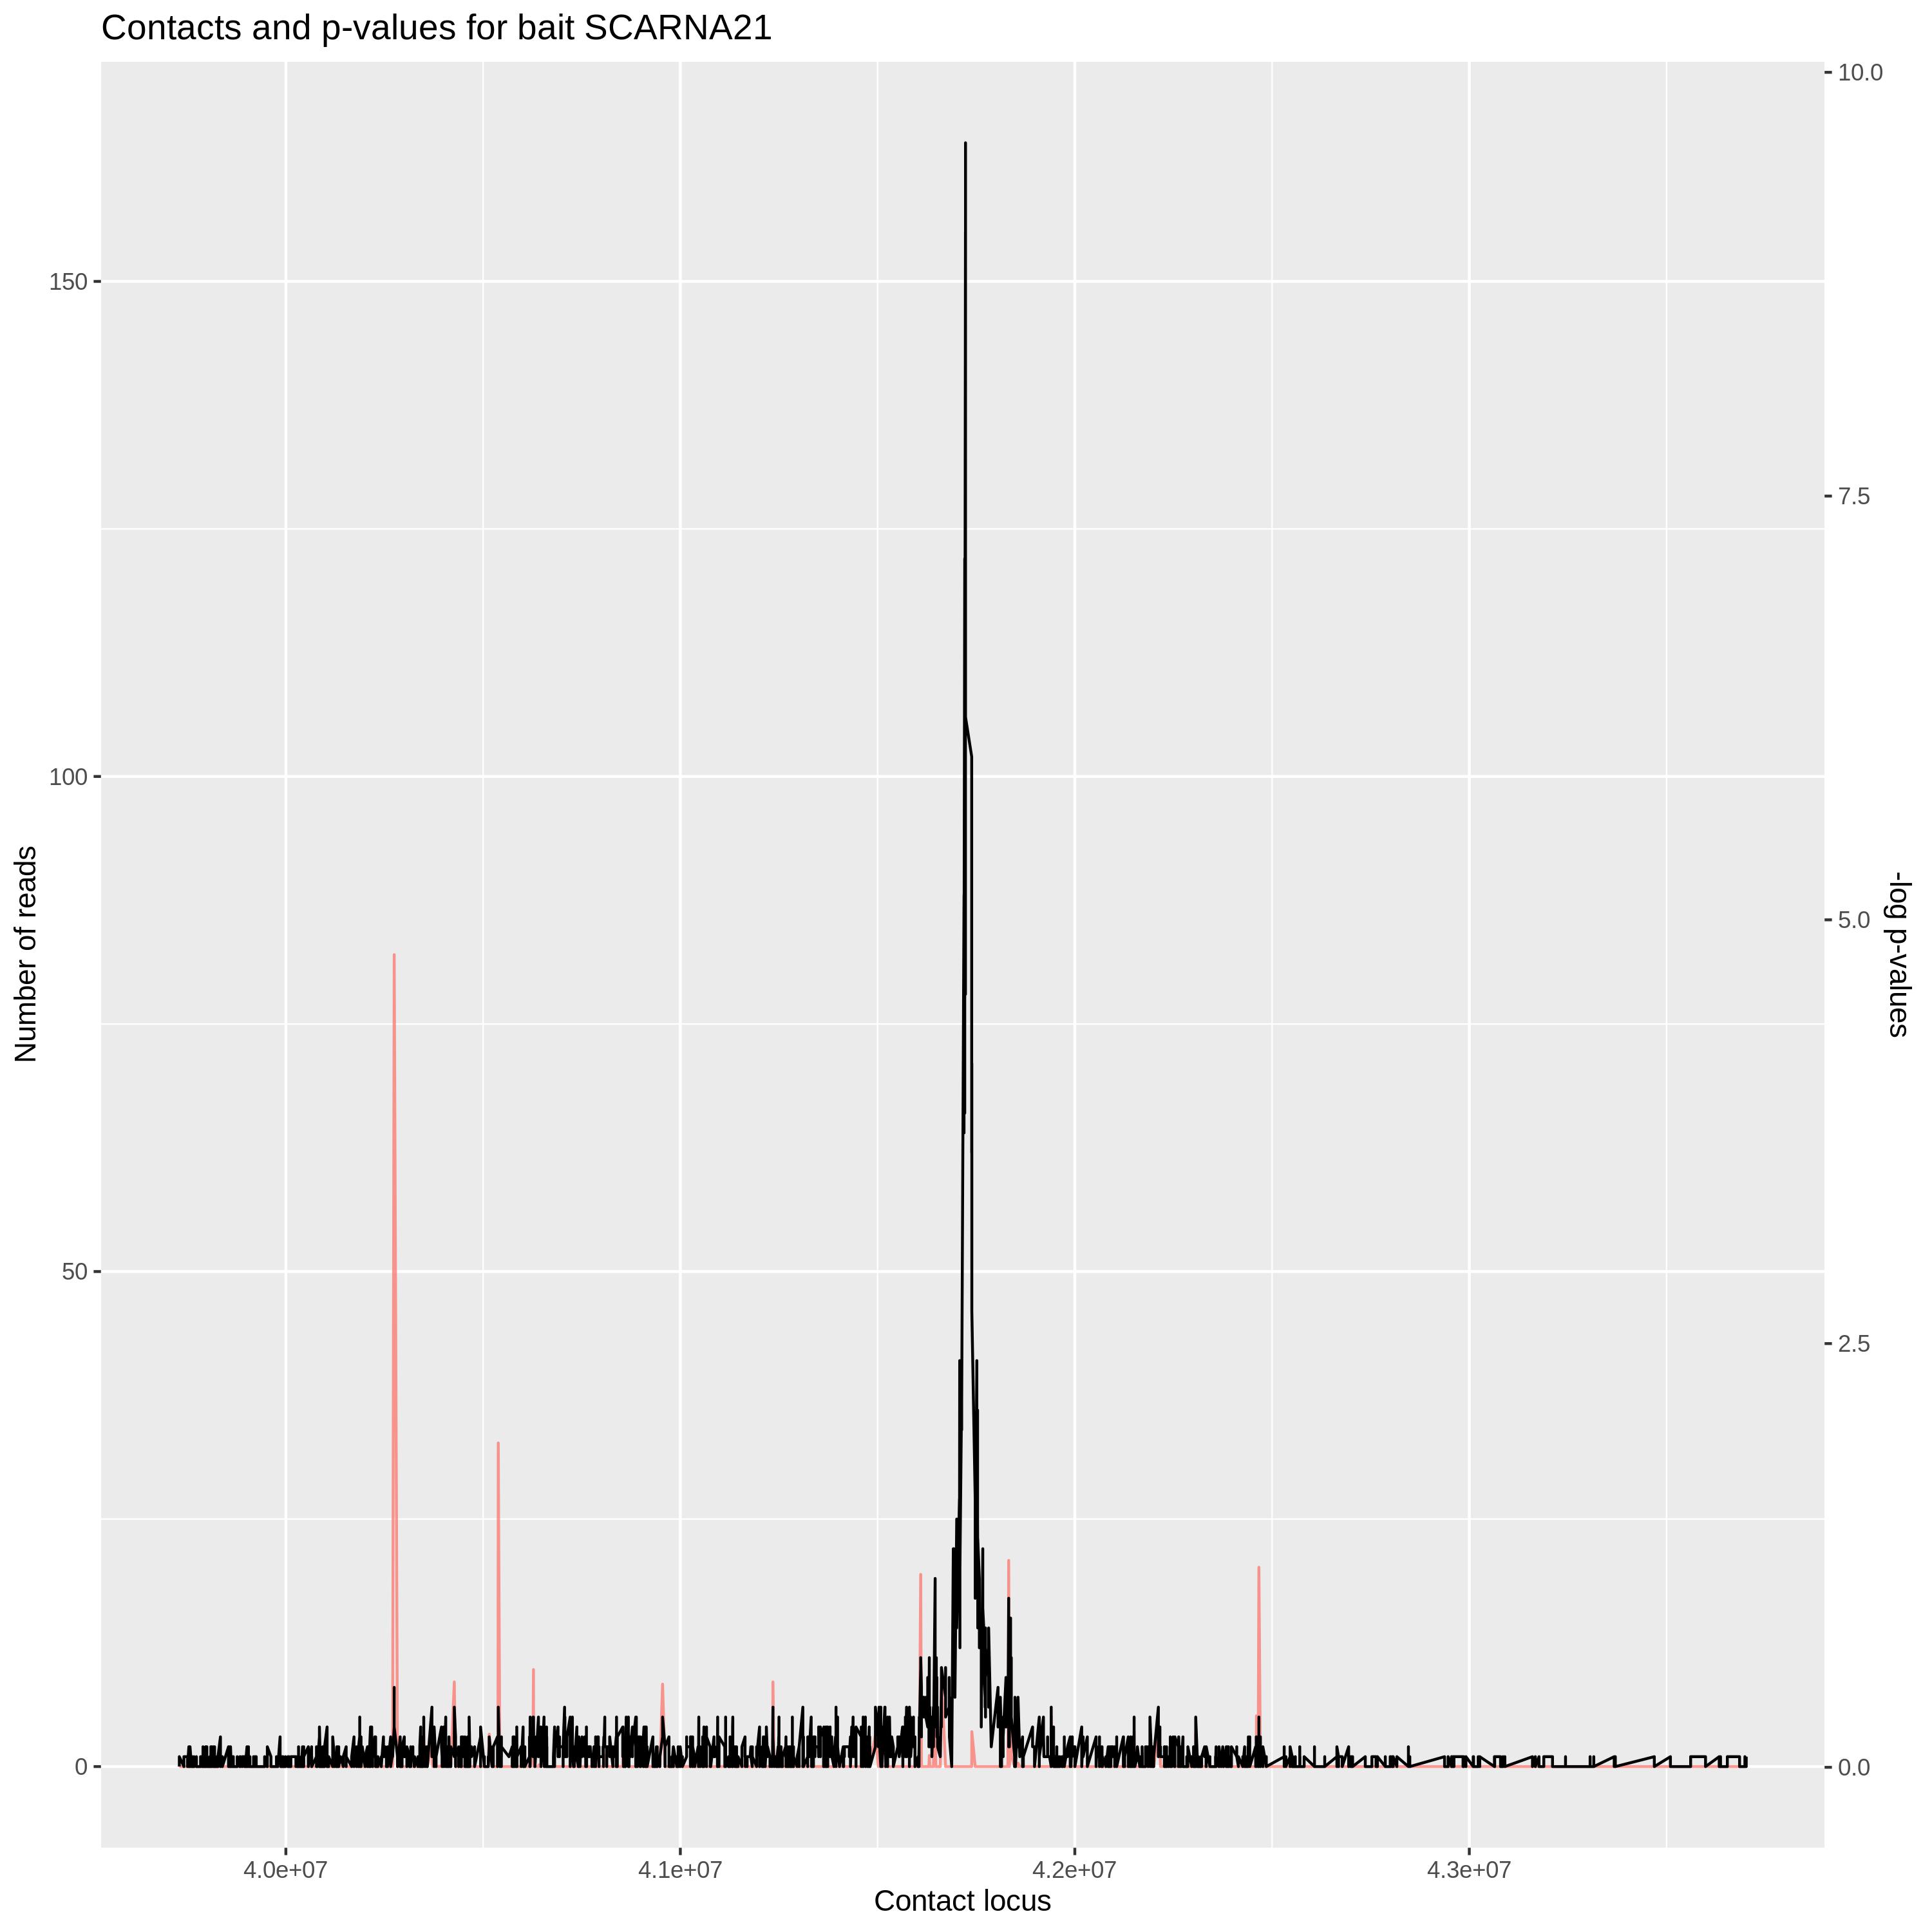 Contacts and p-values for bait SCARNA21
10.0
150
7.5
100
Number of reads
-log p-values
5.0
50
2.5
0
0.0
4.0e+07
4.1e+07
4.2e+07
4.3e+07
Contact locus